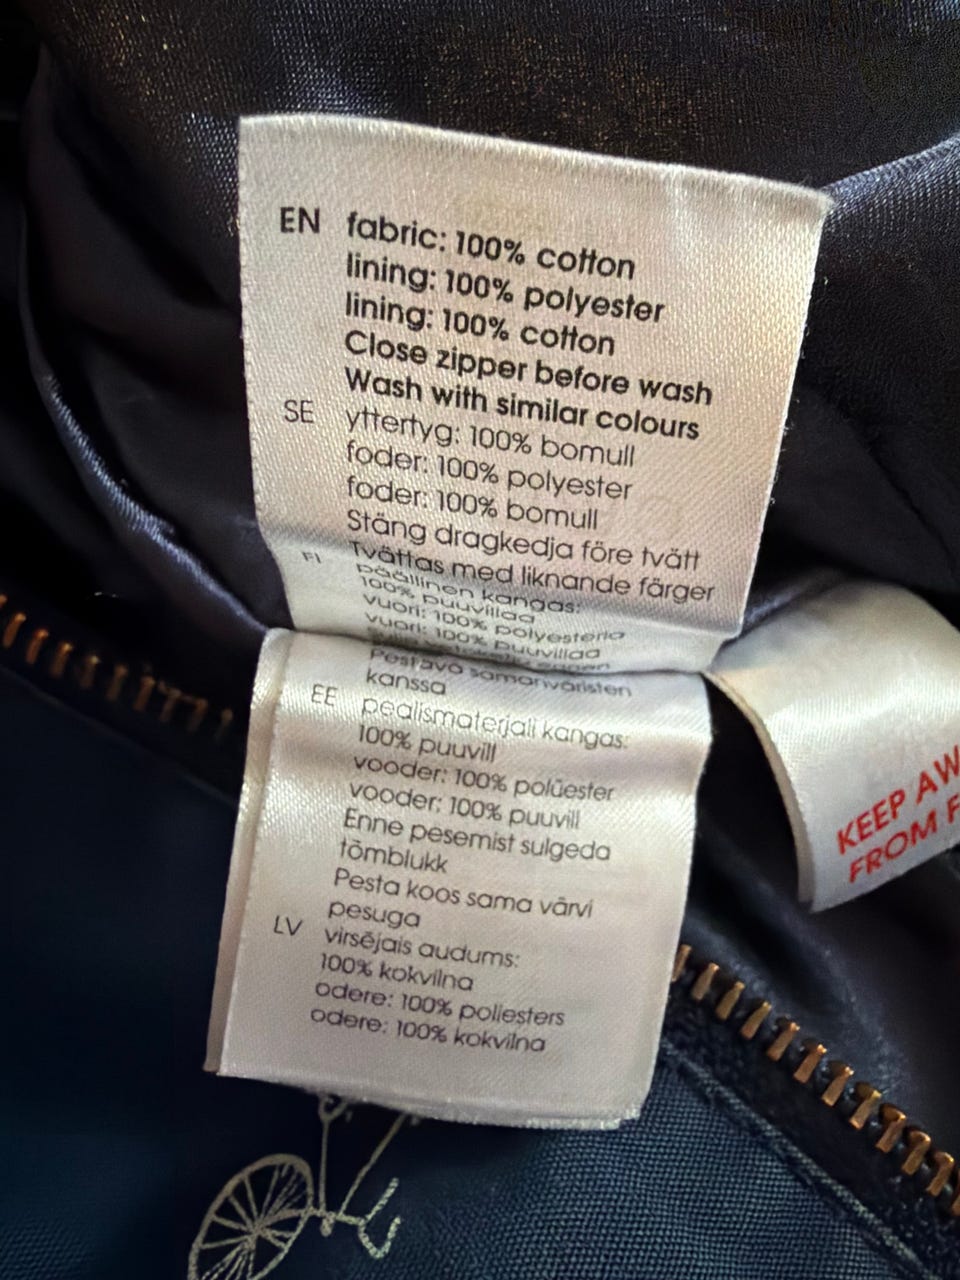 EN fabric: 100% cotton
lining: 100% polyester
lining: 100% cotton
Close zipper before wash
Wash with similar colours
SE yttertyg: 100% bomull
foder: 100% polyester
foder: 100% bomull
Stäng dragkedja före tvätt
Tvättas med liknande färger
FI päällinen kangas:
100% puuvillaa
vuori: 100% polyesteria
vuori: 100% puuvillaa
Pestävä samanväristen
kanssa
EE pealismaterjali kangas:
100% puuvill
vooder: 100% polüester
vooder: 100% puuvill
Enne pesemist sulgeda
tõmblukk
Pesta koos sama värvi
pesuga
LV virsējais audums:
100% kokvilna
odere: 100% poliesters
odere: 100% kokvilna
KEEP AW
FROM F